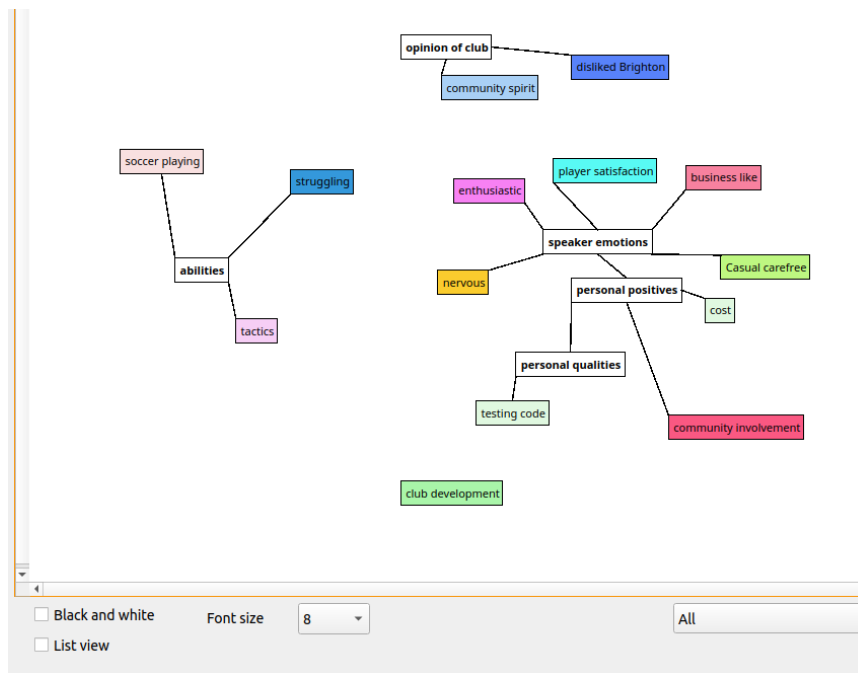 opinion of club
disliked Brighton
community spirit
soccer playing
struggling
abilities
tactics
enthusiastic
player satisfaction
business like
speaker emotions
nervous
Casual carefree
personal positives
cost
personal qualities
testing code
community involvement
club development
Black and white
Font size
8
All
List view